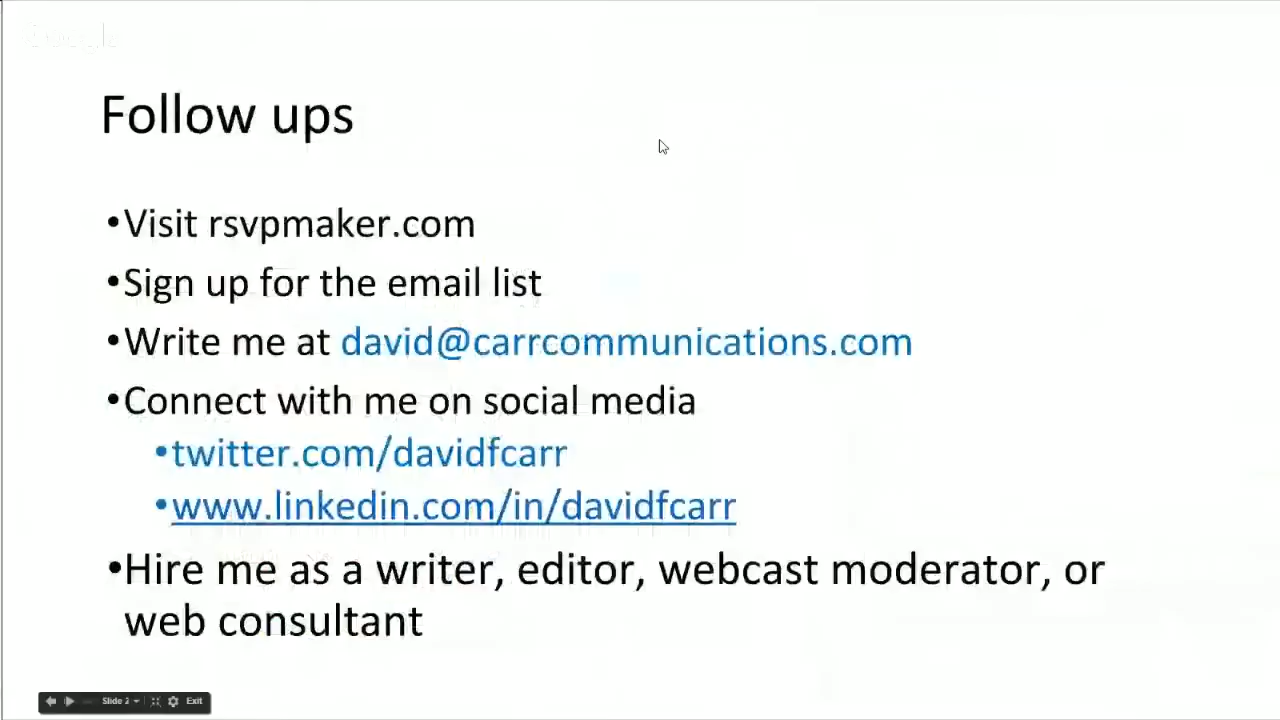 Follow ups
•Visit rsvpmaker.com
•Sign up for the email list
•Write me at david@carrcommunications.com
•Connect with me on social media
•twitter.com/davidfcarr
•www.linkedin.com/in/davidfcarr
•Hire me as a writer, editor, webcast moderator, or
web consultant
Slide 2 Exit